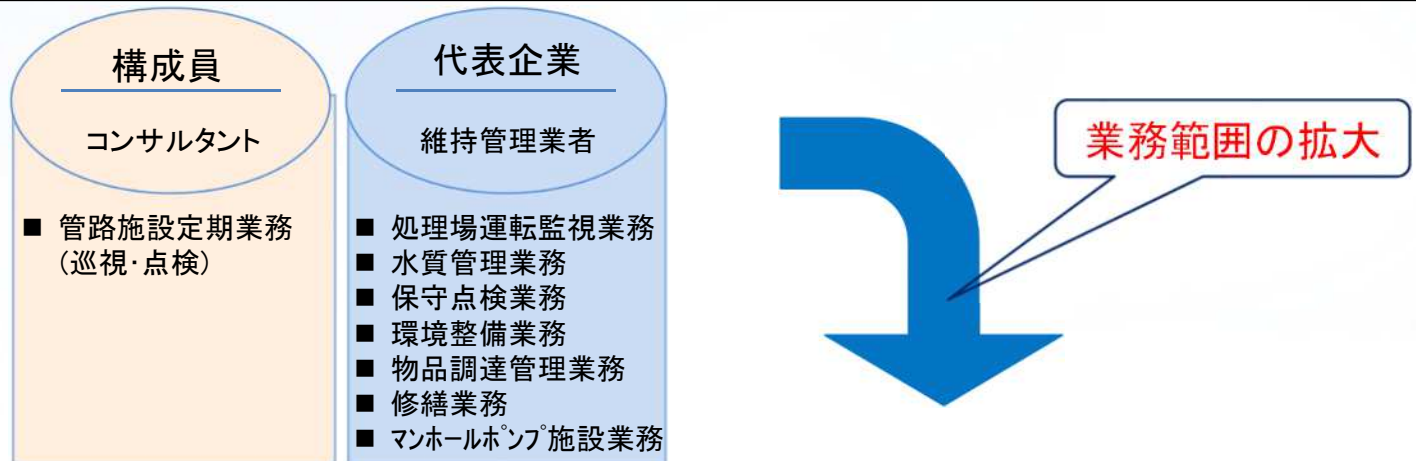 構成員
コンサルタント
■ 管路施設定期業務
(巡視・点検)
代表企業
維持管理業者
■ 処理場運転監視業務
■ 水質管理業務
■ 保守点検業務
■ 環境整備業務
■ 物品調達管理業務
■ 修繕業務
■ ﾏﾝﾎｰﾙﾎﾟﾝﾌﾟ施設業務
業務範囲の拡大